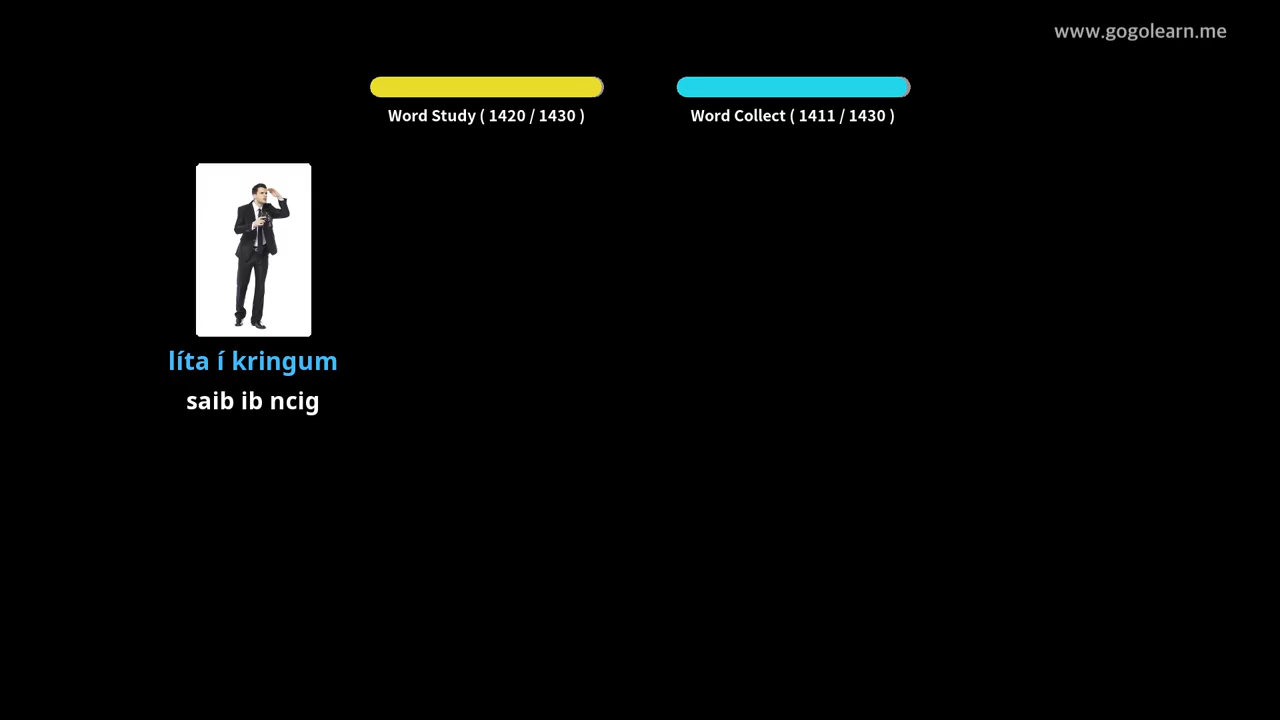 www.gogolearn.me
Word Study ( 1420 / 1430 )
Word Collect ( 1411 / 1430 )
líta í kringum
saib ib ncig